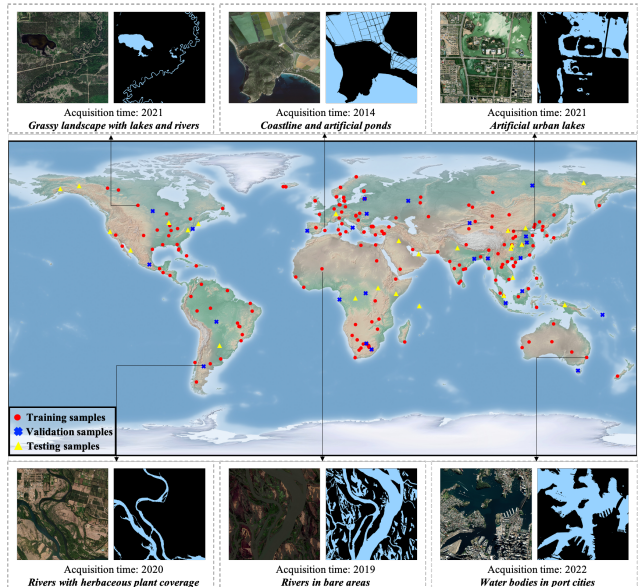 Acquisition time: 2021
Grassy landscape with lakes and rivers
Acquisition time: 2014
Coastline and artificial ponds
Acquisition time: 2021
Artificial urban lakes
Training samples
Validation samples
Testing samples
Acquisition time: 2020
Rivers with herbaceous plant coverage
Acquisition time: 2019
Rivers in bare areas
Acquisition time: 2022
Water bodies in port cities